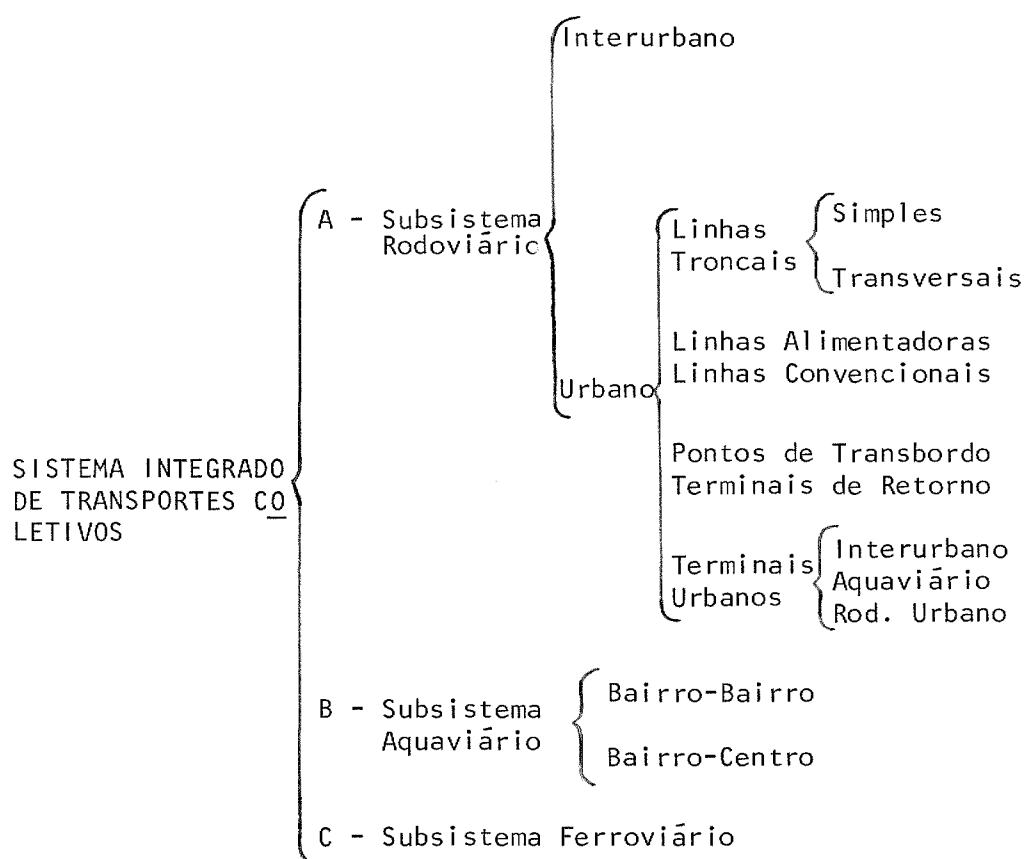 Interurbano
A - Subsistema
Rodoviário
Linhas
Troncais
Simples
Transversais
Linhas Alimentadoras
Linhas Convencionais
Urbano
Pontos de Transbordo
Terminais de Retorno
Terminais
Urbanos
Interurbano
Aquaviário
Rod. Urbano
SISTEMA INTEGRADO
DE TRANSPORTES CO
LETIVOS
B - Subsistema
Aquaviário
Bairro-Bairro
Bairro-Centro
C - Subsistema Ferroviário